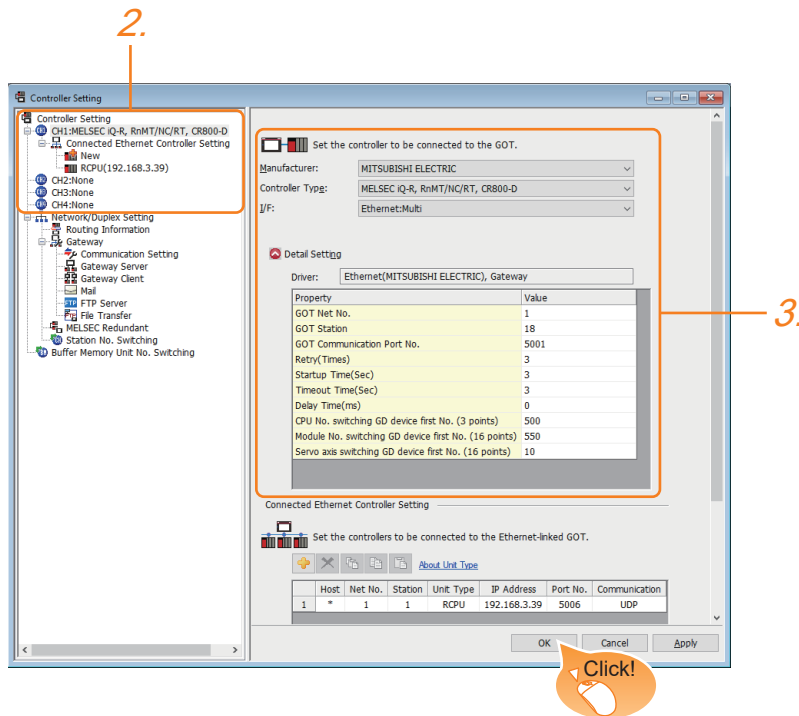 2.
Controller Setting
Controller Setting
CH1:MELSEC iQ-R, RnMT/NC/RT, CR800-D
Connected Ethernet Controller Setting
New
RCPU(192.168.3.39)
CH2:None
CH3:None
CH4:None
Network/Duplex Setting
Routing Information
Gateway
Communication Setting
Gateway Server
Gateway Client
Mail
FTP Server
File Transfer
MELSEC Redundant
Station No. Switching
Buffer Memory Unit No. Switching
Set the controller to be connected to the GOT.
Manufacturer: MITSUBISHI ELECTRIC
Controller Type: MELSEC iQ-R, RnMT/NC/RT, CR800-D
I/F: Ethernet:Multi
Detail Setting
Driver: Ethernet(MITSUBISHI ELECTRIC), Gateway
Property Value
GOT Net No. 1
GOT Station 18
GOT Communication Port No. 5001
Retry(Times) 3
Startup Time(Sec) 3
Timeout Time(Sec) 3
Delay Time(ms) 0
CPU No. switching GD device first No. (3 points) 500
Module No. switching GD device first No. (16 points) 550
Servo axis switching GD device first No. (16 points) 10
3.
Connected Ethernet Controller Setting
Set the controllers to be connected to the Ethernet-linked GOT.
About Unit Type
Host Net No. Station Unit Type IP Address Port No. Communication
1 * 1 1 RCPU 192.168.3.39 5006 UDP
OK Cancel Apply
Click!